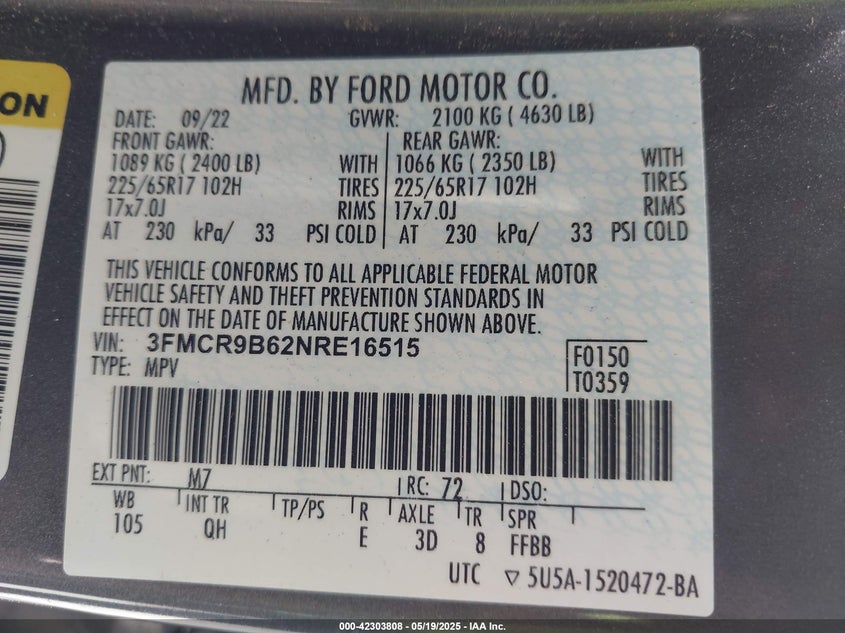 ON
MFD. BY FORD MOTOR CO.
DATE: 09/22 GVWR: 2100 KG ( 4630 LB)
FRONT GAWR: REAR GAWR:
1089 KG ( 2400 LB) WITH 1066 KG ( 2350 LB) WITH
225/65R17 102H TIRES 225/65R17 102H TIRES
17x7.0J RIMS 17x7.0J RIMS
AT 230 kPa/ 33 PSI COLD AT 230 kPa/ 33 PSI COLD
THIS VEHICLE CONFORMS TO ALL APPLICABLE FEDERAL MOTOR
VEHICLE SAFETY AND THEFT PREVENTION STANDARDS IN
EFFECT ON THE DATE OF MANUFACTURE SHOWN ABOVE.
VIN: 3FMCR9B62NRE16515 F0150
TYPE: MPV T0359
EXT PNT: M7 RC: 72 DSO:
WB INT TR TP/PS R AXLE TR SPR
105 QH E 3D 8 FFBB
UTC ▽ 5U5A-1520472-BA
000-42303808 - 05/19/2025 - IAA Inc.